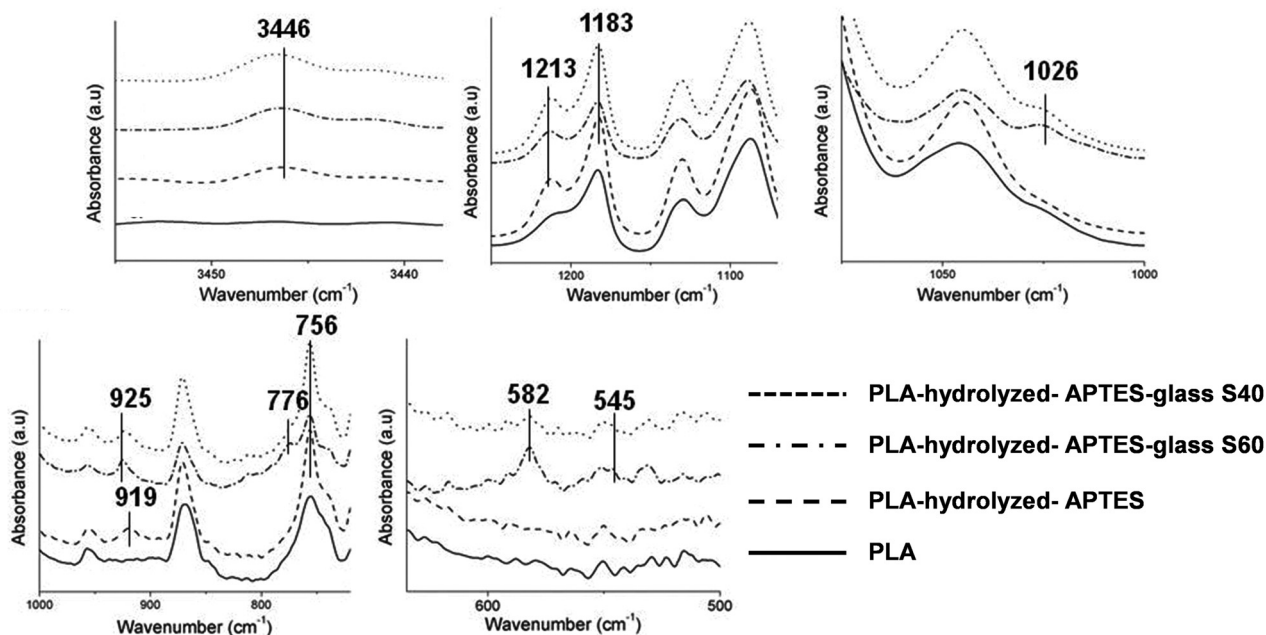 3446
Absorbance (a.u)
3450 3440
Wavenumber (cm-1)
1183
1213
Absorbance (a.u)
1200 1100
Wavenumber (cm-1)
1026
Absorbance (a.u)
1050 1000
Wavenumber (cm-1)
756
925
776
919
Absorbance (a.u)
1000 900 800
Wavenumber (cm-1)
582 545
Absorbance (a.u)
600 500
Wavenumber (cm-1)
PLA-hydrolyzed- APTES-glass S40
PLA-hydrolyzed- APTES-glass S60
PLA-hydrolyzed- APTES
PLA